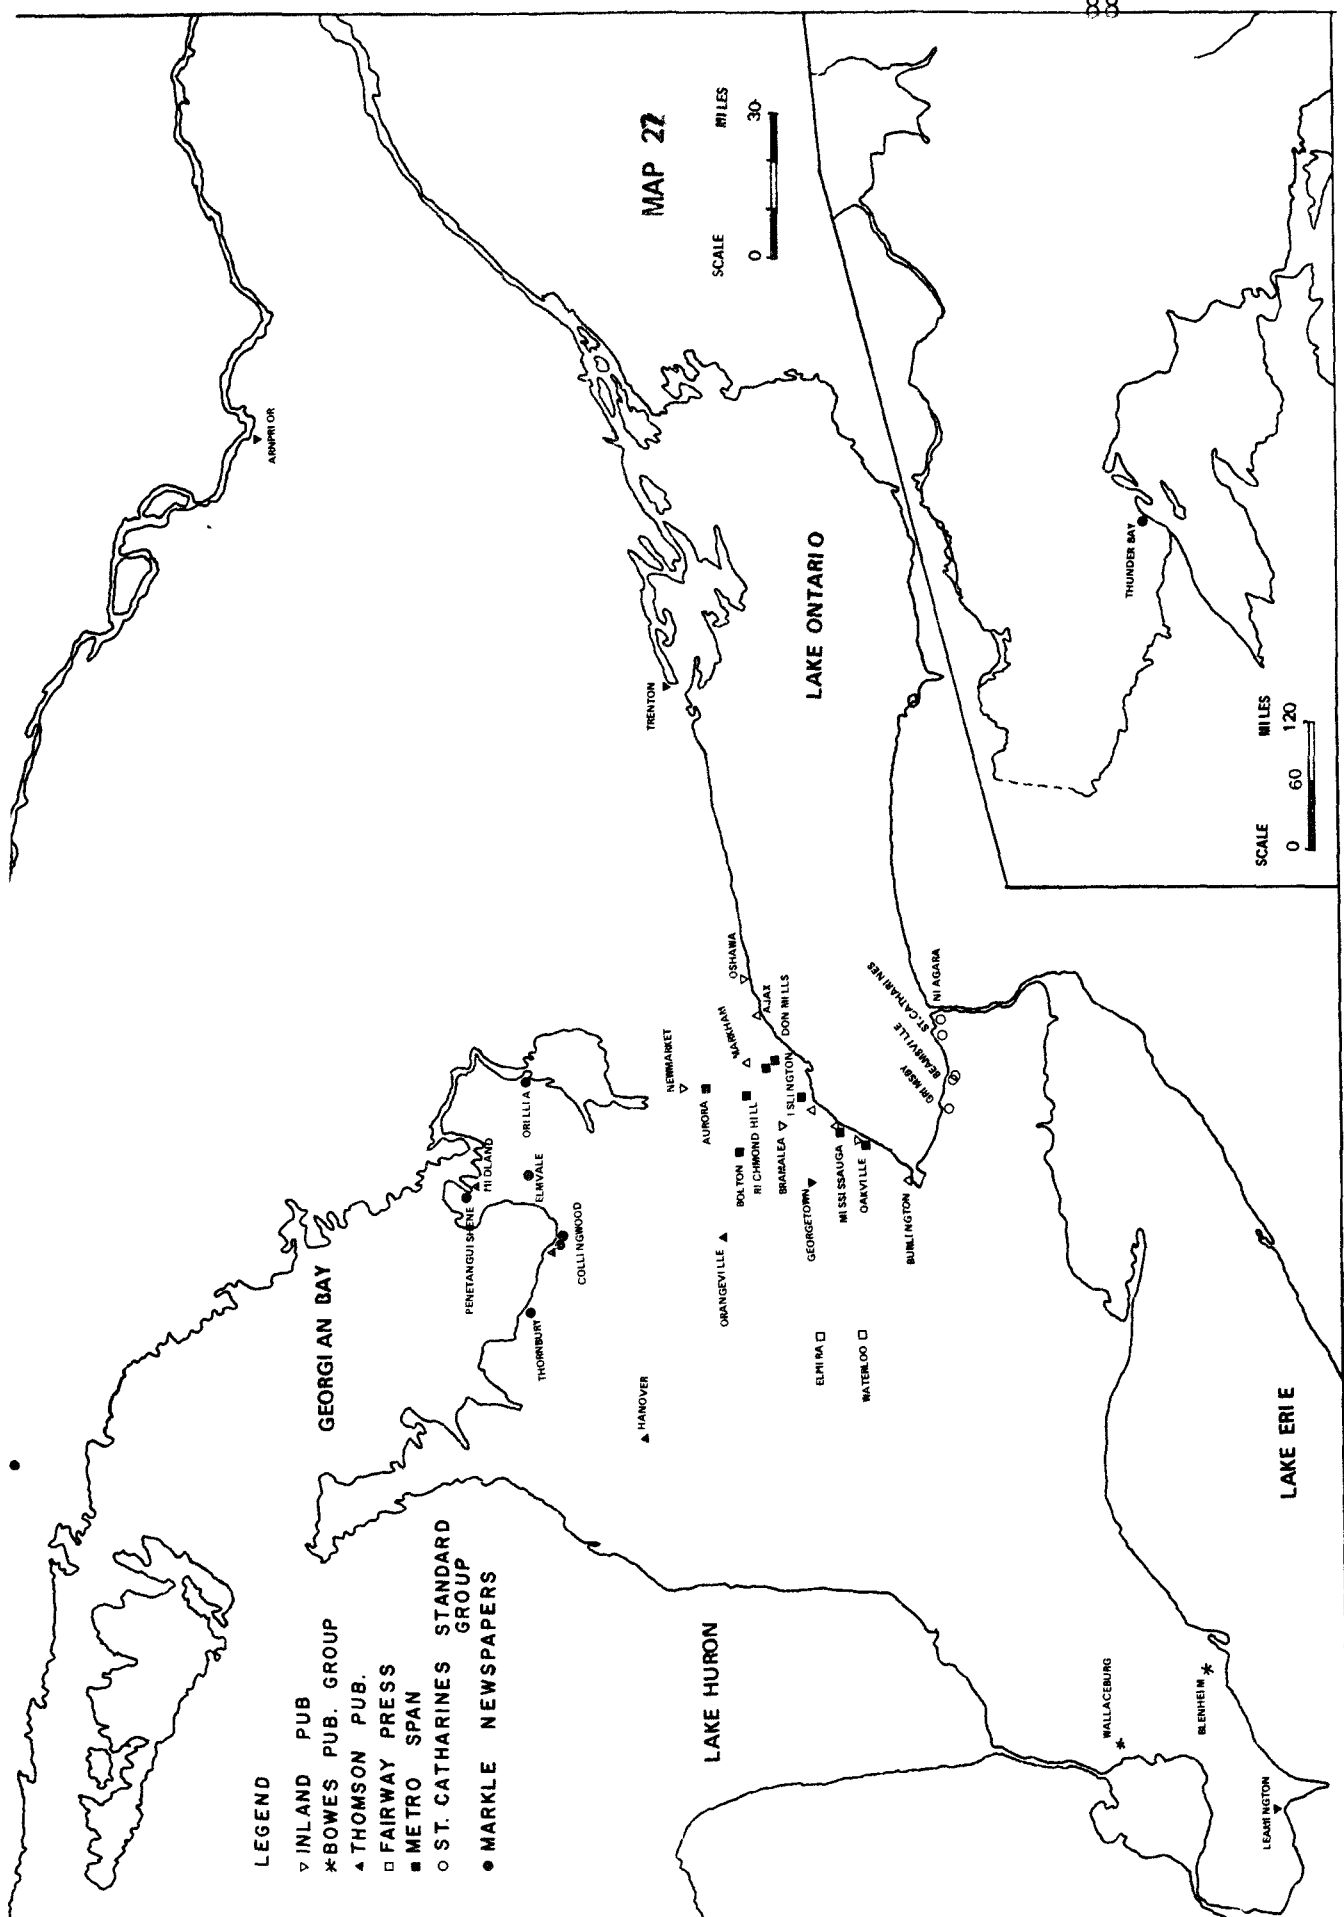 88
MAP 27
SCALE MILES
0 30
ARNPRIOR
TRENTON
LAKE ONTARIO
THUNDER BAY
SCALE MILES
0 60 120
OSHAWA
AJAX
DON MILLS
MARKHAM
NEWMARKET
AURORA
RICHMOND HILL
ISLINGTON
BOLTON
BRAMALEA
MISSISSAUGA
OAKVILLE
GEORGETOWN
BURLINGTON
ORANGEVILLE
NIAGARA
ST. CATHARINES
BEAMSVILLE
GRIMSBY
ORILLIA
MIDLAND
ELMVALE
PENETANGUISHENE
COLLINGWOOD
THORNBURY
HANOVER
ELMIRA
WATERLOO
GEORGIAN BAY
LAKE HURON
LAKE ERIE
WALLACEBURG
BLENHEIM
LEAMINGTON
LEGEND
▽ INLAND PUB
* BOWES PUB. GROUP
▲ THOMSON PUB.
□ FAIRWAY PRESS
■ METRO SPAN
○ ST. CATHARINES STANDARD
GROUP
● MARKLE NEWSPAPERS